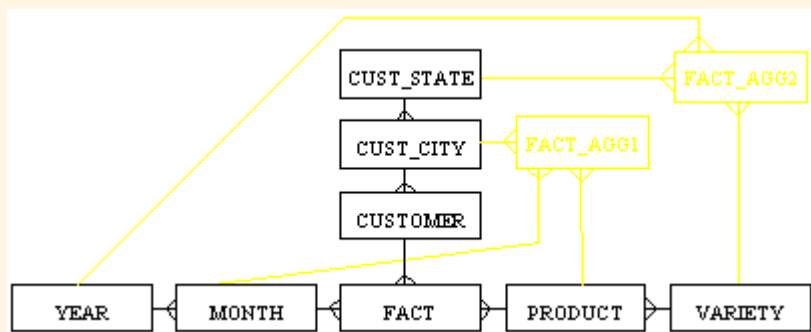 CUST_STATE
FACT_AGG2
CUST_CITY
FACT_AGG1
CUSTOMER
YEAR
MONTH
FACT
PRODUCT
VARIETY